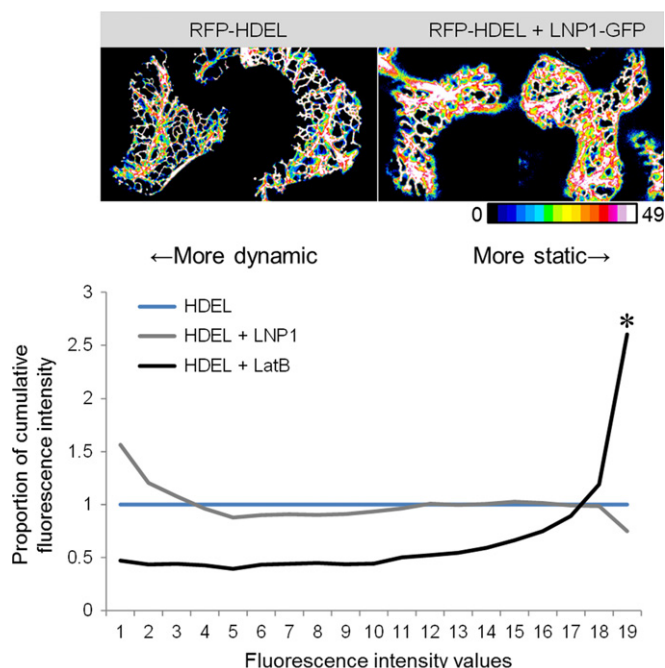 RFP-HDEL RFP-HDEL + LNP1-GFP
0 49
←More dynamic More static→
3
2.5
2
1.5
1
0.5
0
Proportion of cumulative
fluorescence intensity
HDEL
HDEL + LNP1
HDEL + LatB
*
1 2 3 4 5 6 7 8 9 10 11 12 13 14 15 16 17 18 19
Fluorescence intensity values